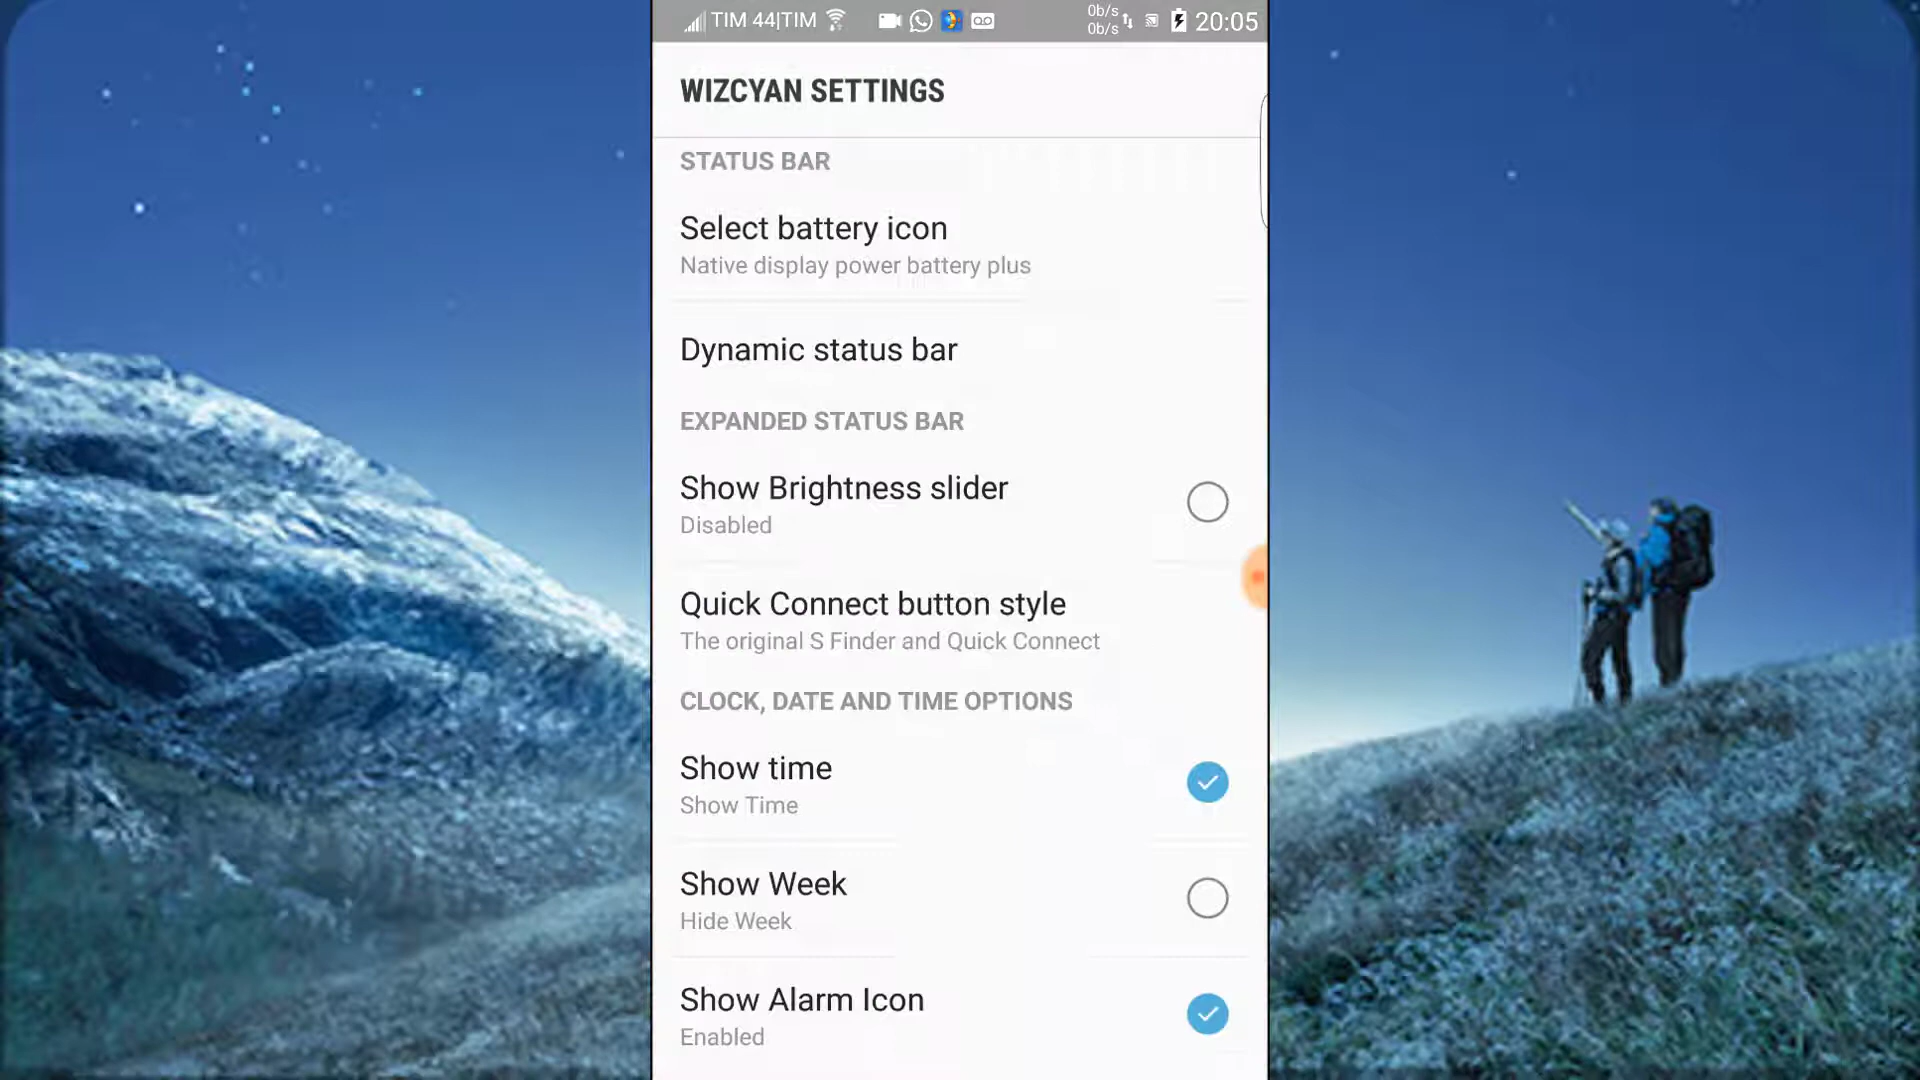 TIM 44|TIM 0b/s 0b/s 20:05
WIZCYAN SETTINGS
STATUS BAR
Select battery icon
Native display power battery plus
Dynamic status bar
EXPANDED STATUS BAR
Show Brightness slider
Disabled
Quick Connect button style
The original S Finder and Quick Connect
CLOCK, DATE AND TIME OPTIONS
Show time
Show Time
Show Week
Hide Week
Show Alarm Icon
Enabled